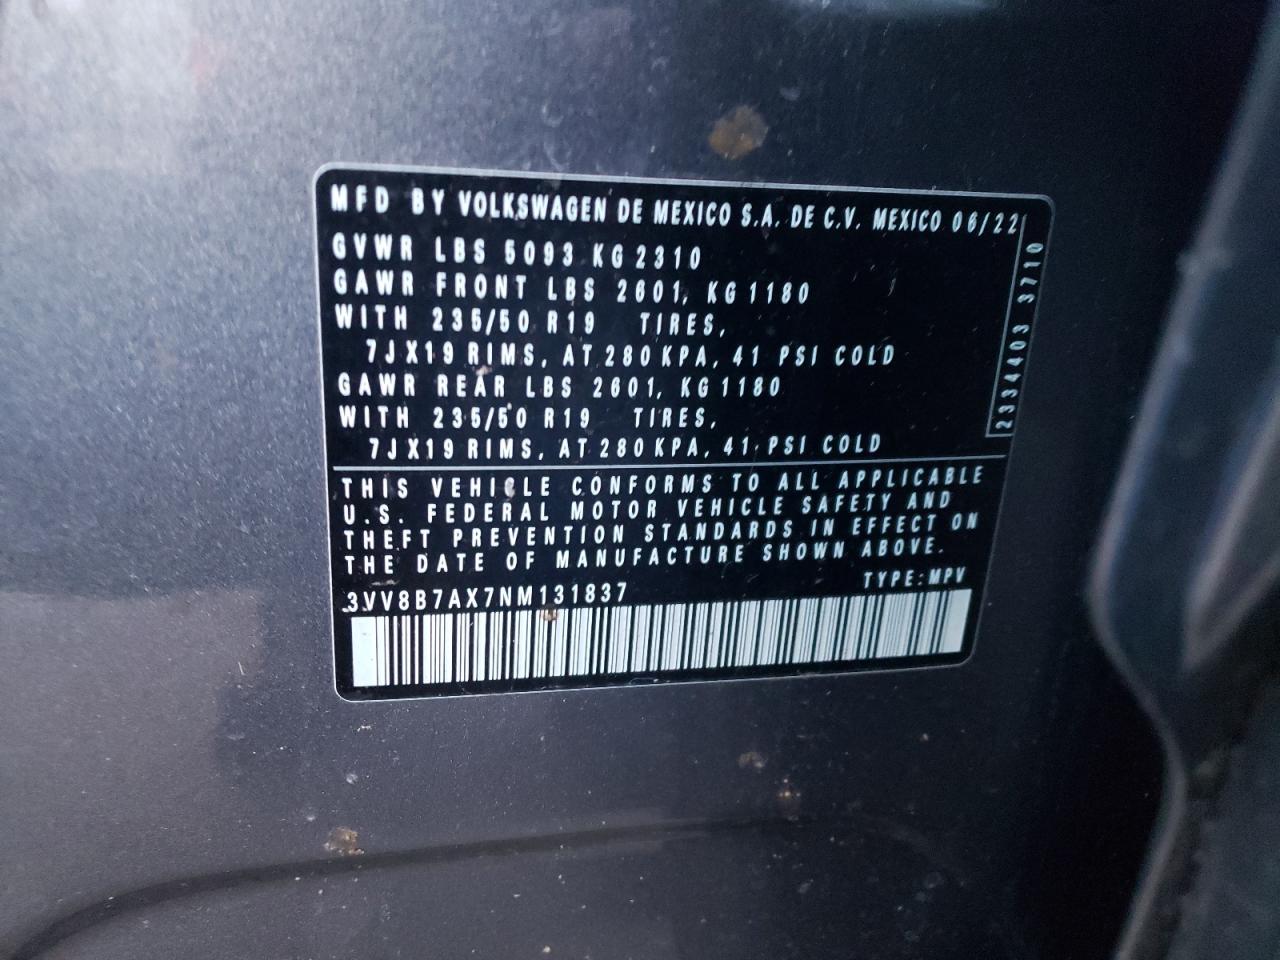 MFD BY VOLKSWAGEN DE MEXICO S.A. DE C.V. MEXICO 06/22
GVWR LBS 5093 KG 2310
GAWR FRONT LBS 2601, KG 1180
WITH 235/50 R19 TIRES,
7JX19 RIMS, AT 280 KPA, 41 PSI COLD
GAWR REAR LBS 2601, KG 1180
WITH 235/50 R19 TIRES,
7JX19 RIMS, AT 280 KPA, 41 PSI COLD
2334403 3710
THIS VEHICLE CONFORMS TO ALL APPLICABLE
U.S. FEDERAL MOTOR VEHICLE SAFETY AND
THEFT PREVENTION STANDARDS IN EFFECT ON
THE DATE OF MANUFACTURE SHOWN ABOVE.
3VV8B7AX7NM131837 TYPE: MPV